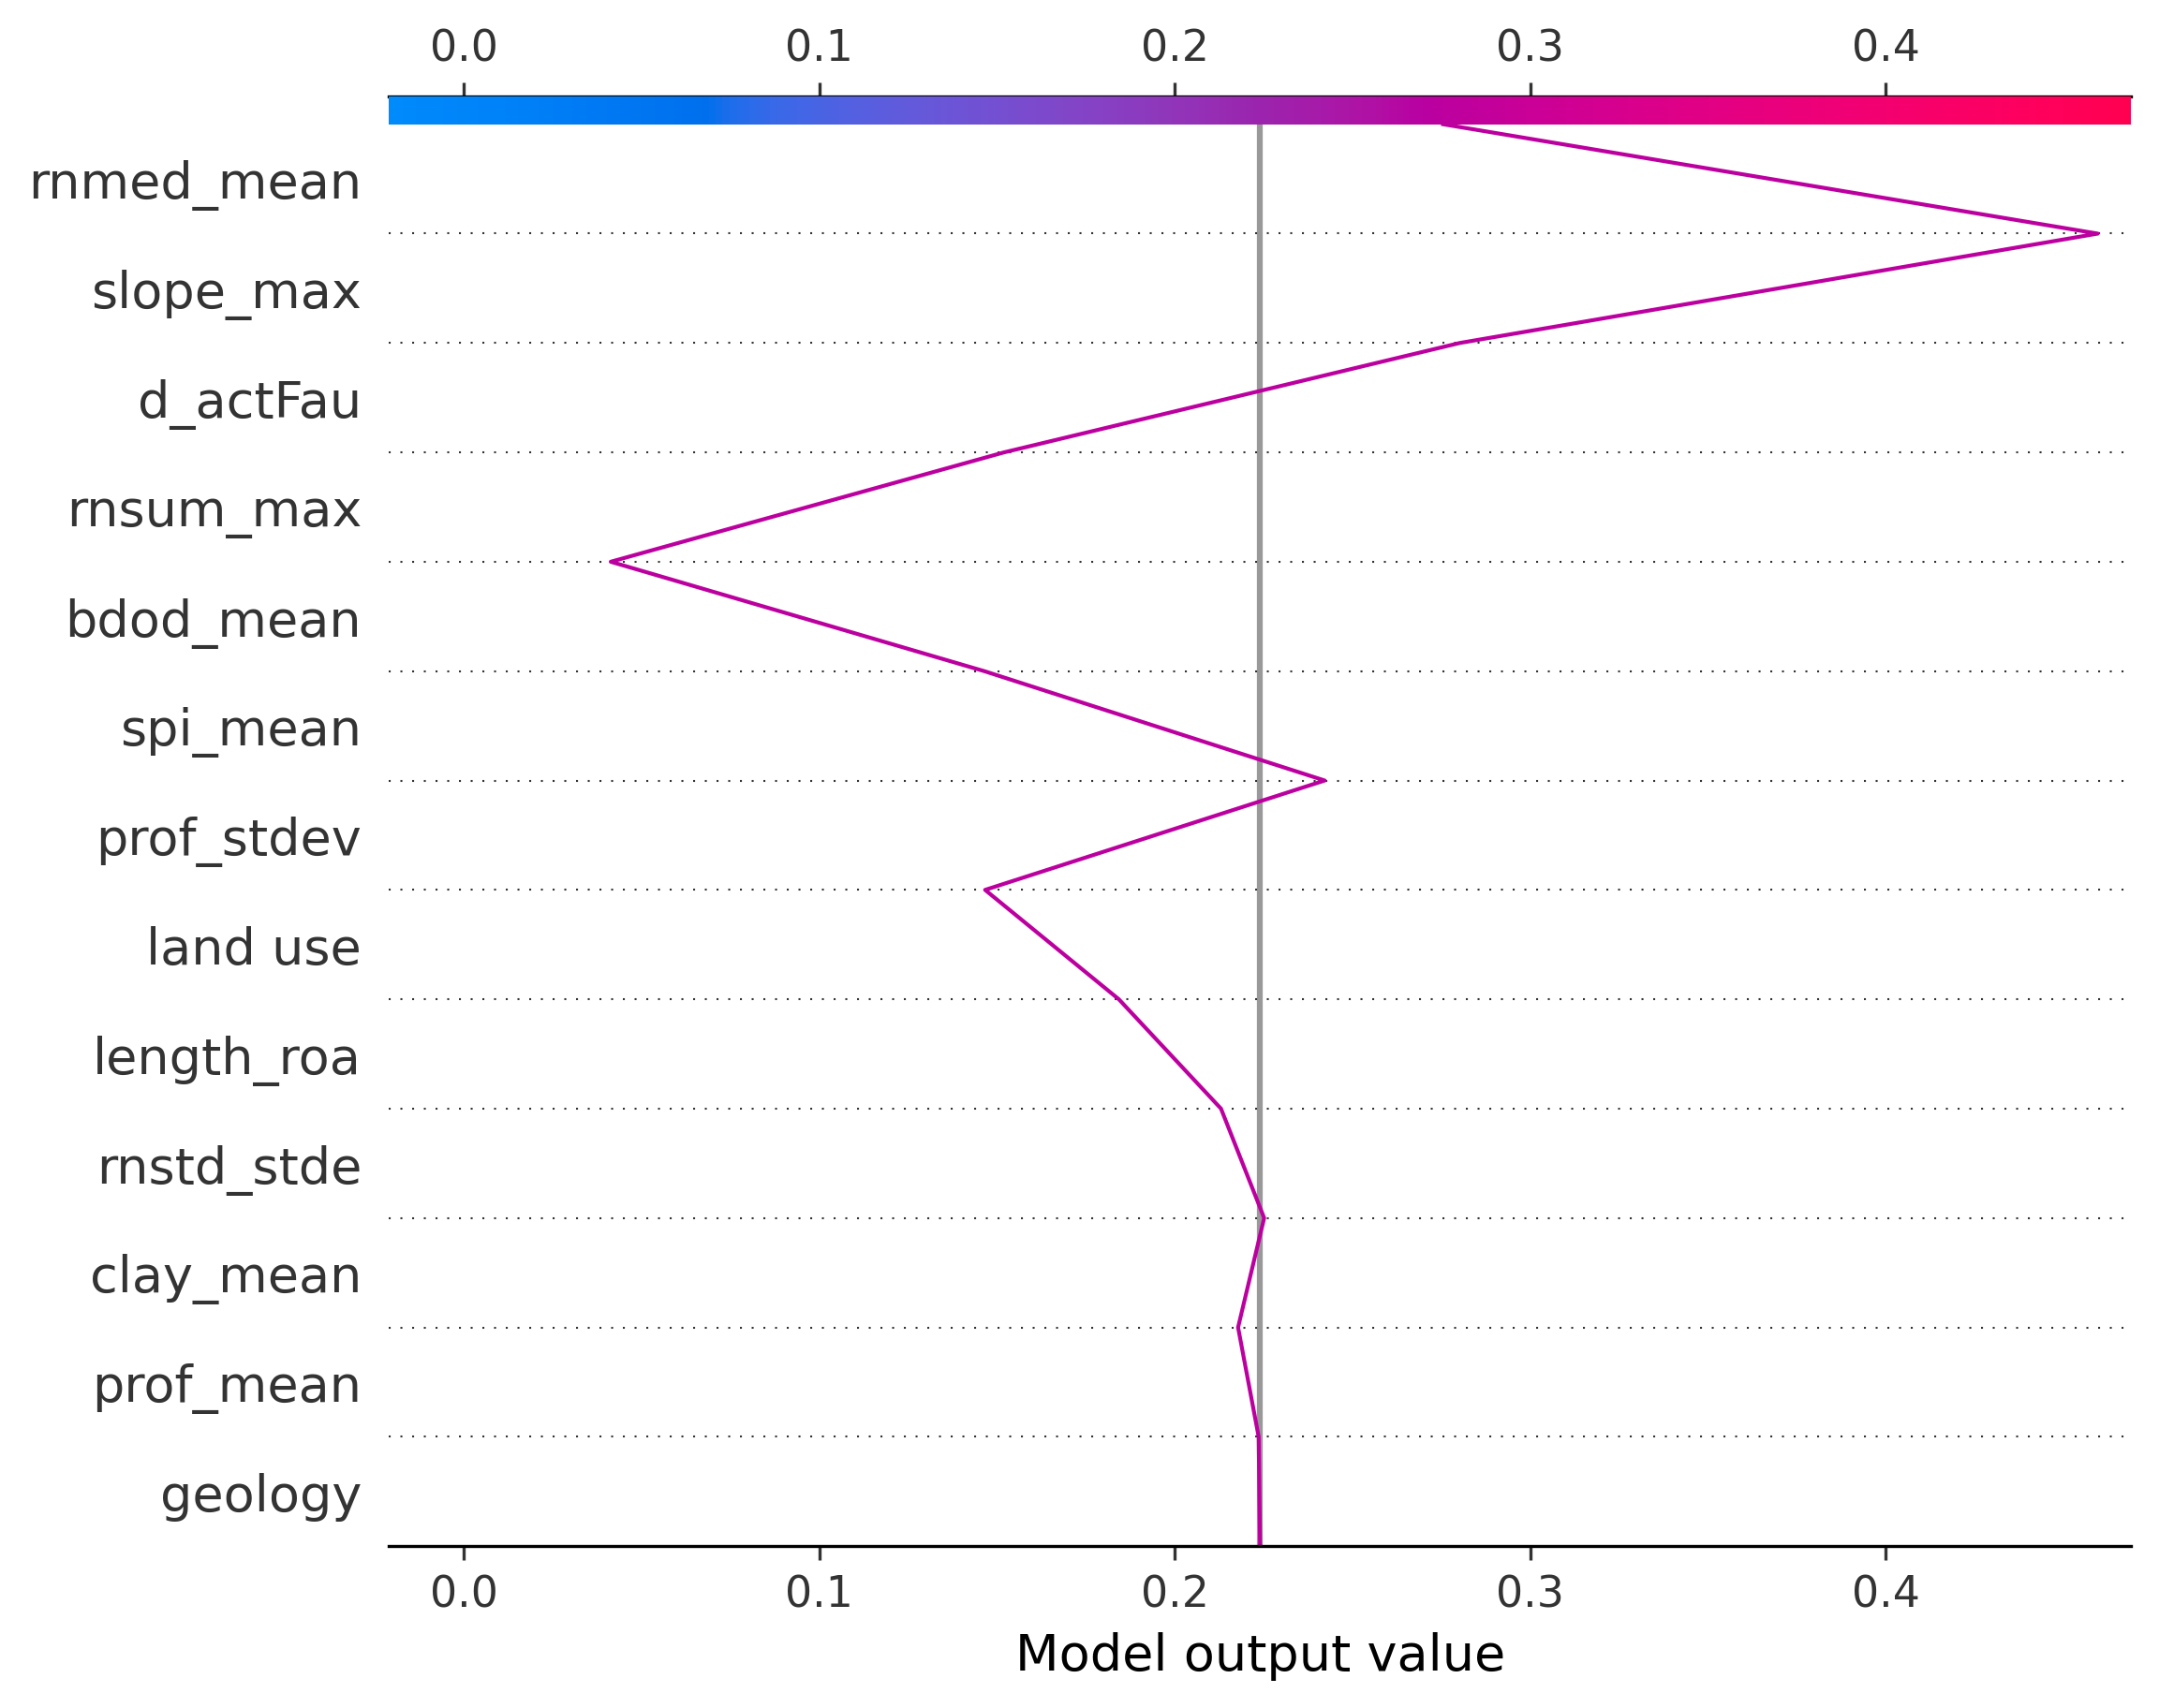 0.0 0.1 0.2 0.3 0.4
rnmed_mean
slope_max
d_actFau
rnsum_max
bdod_mean
spi_mean
prof_stdev
land use
length_roa
rnstd_stde
clay_mean
prof_mean
geology
0.0 0.1 0.2 0.3 0.4
Model output value